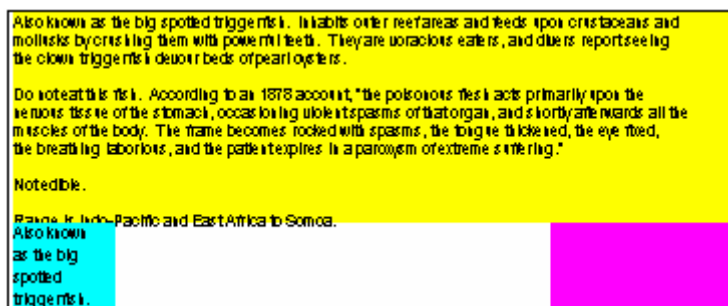 Also known as the big spotted triggerfish. Inhabits outer reef areas and feeds upon crustaceans and
mollusks by crushing them with powerful teeth. They are voracious eaters, and divers report seeing
the clown triggerfish devour beds of pearl oysters.
Do not eat this fish. According to an 1878 account, "the poisonous flesh acts primarily upon the
nervous tissue of the stomach, occasioning violent spasms of that organ, and shortly afterwards all the
muscles of the body. The frame becomes rocked with spasms, the tongue thickened, the eye fixed,
the breathing laborious, and the patient expires in a paroxysm of extreme suffering."
Not edible.
Range is Indo-Pacific and East Africa to Somoa.
Also known
as the big
spotted
triggerfish.